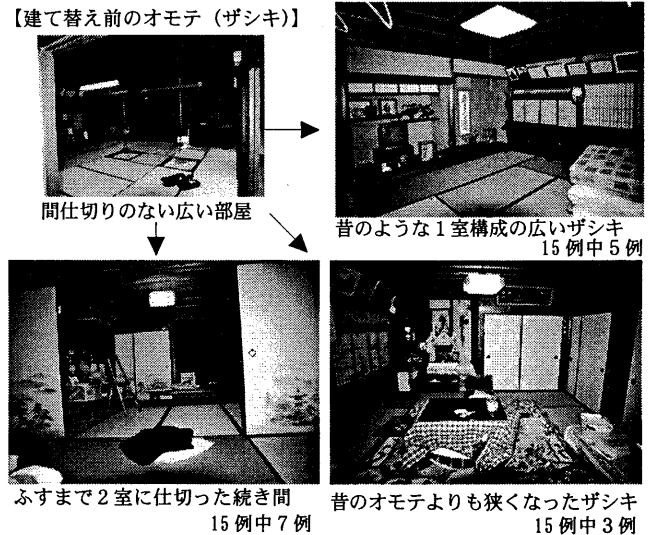 【建て替え前のオモテ（ザシキ）】
間仕切りのない広い部屋
昔のような１室構成の広いザシキ
15例中５例
ふすまで２室に仕切った続き間
15例中７例
昔のオモテよりも狭くなったザシキ
15例中３例